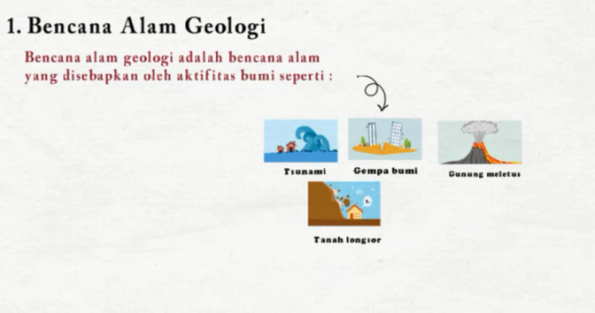 1. Bencana Alam Geologi
Bencana alam geologi adalah bencana alam
yang disebapkan oleh aktifitas bumi seperti :
Tsunami
Gempa bumi
Gunung meletus
Tanah longsor